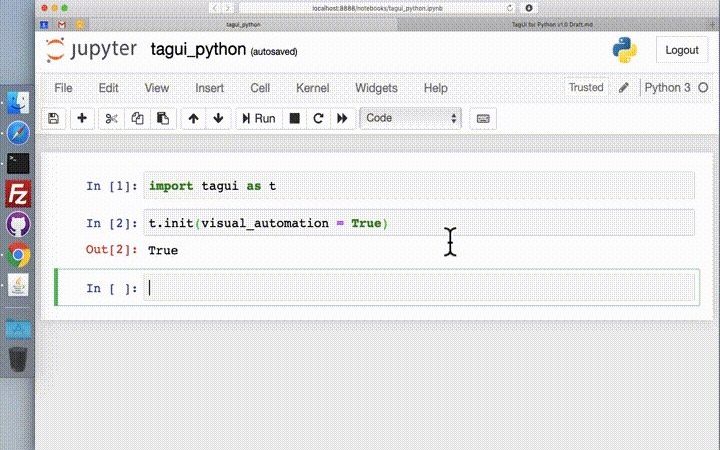 localhost:8888/notebooks/tagui_python.ipynb
tagui_python
TagUI for Python v1.0 Draft.md
jupyter tagui_python (autosaved)
Logout
File Edit View Insert Cell Kernel Widgets Help
Trusted
Python 3
Run
Code
In [1]: import tagui as t
In [2]: t.init(visual_automation = True)
Out[2]: True
In [ ]: